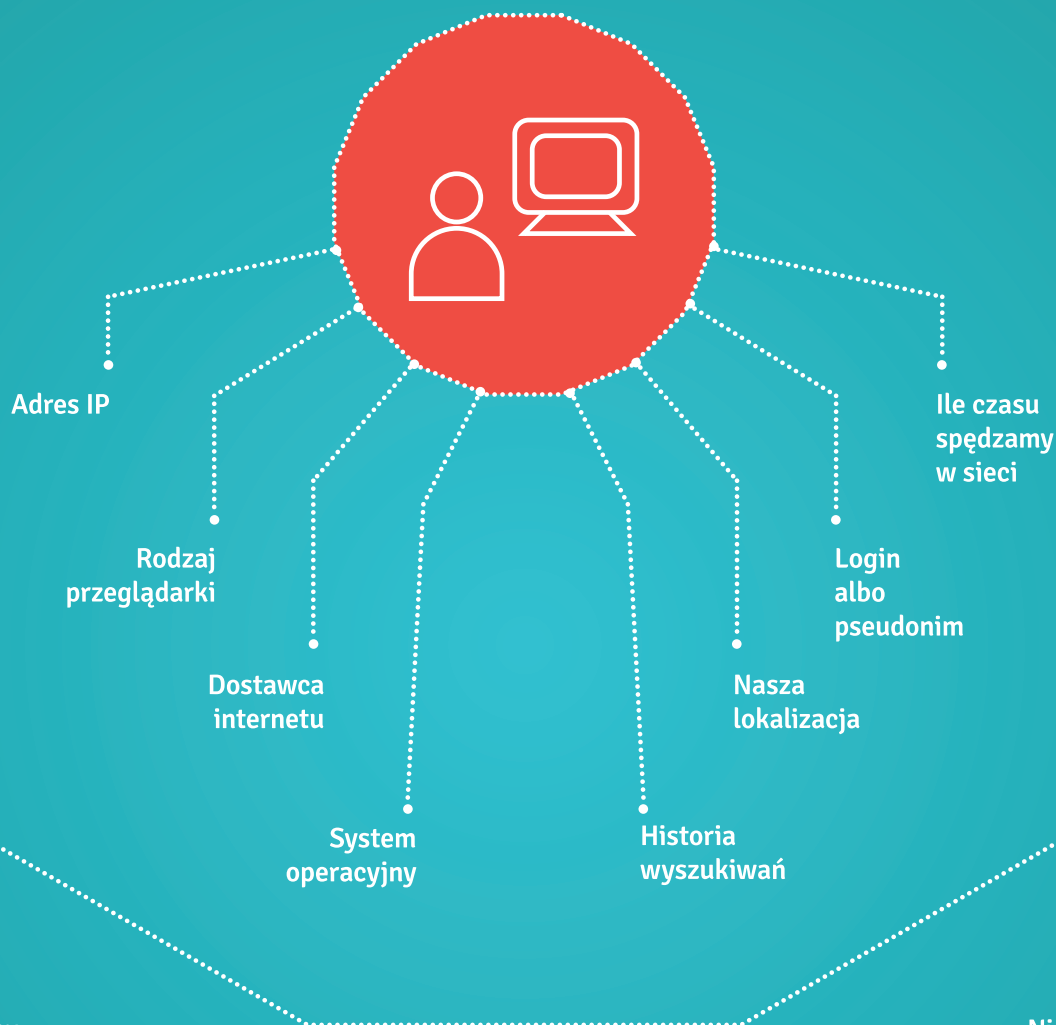 Adres IP
Ile czasu
spędzamy
w sieci
Rodzaj
przeglądarki
Login
albo
pseudonim
Dostawca
internetu
Nasza
lokalizacja
System
operacyjny
Historia
wyszukiwań